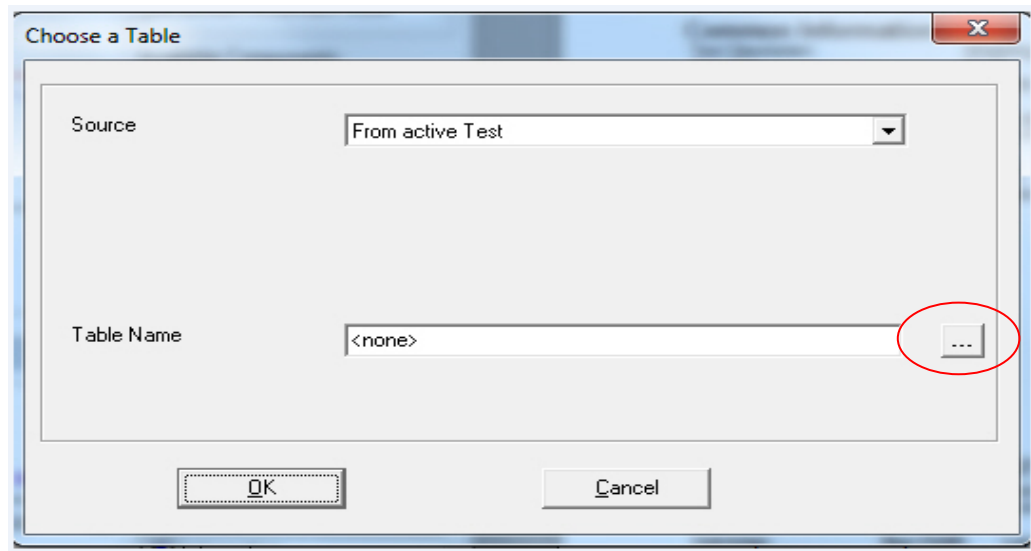 Choose a Table
Source
From active Test
Table Name
<none>
...
OK
Cancel